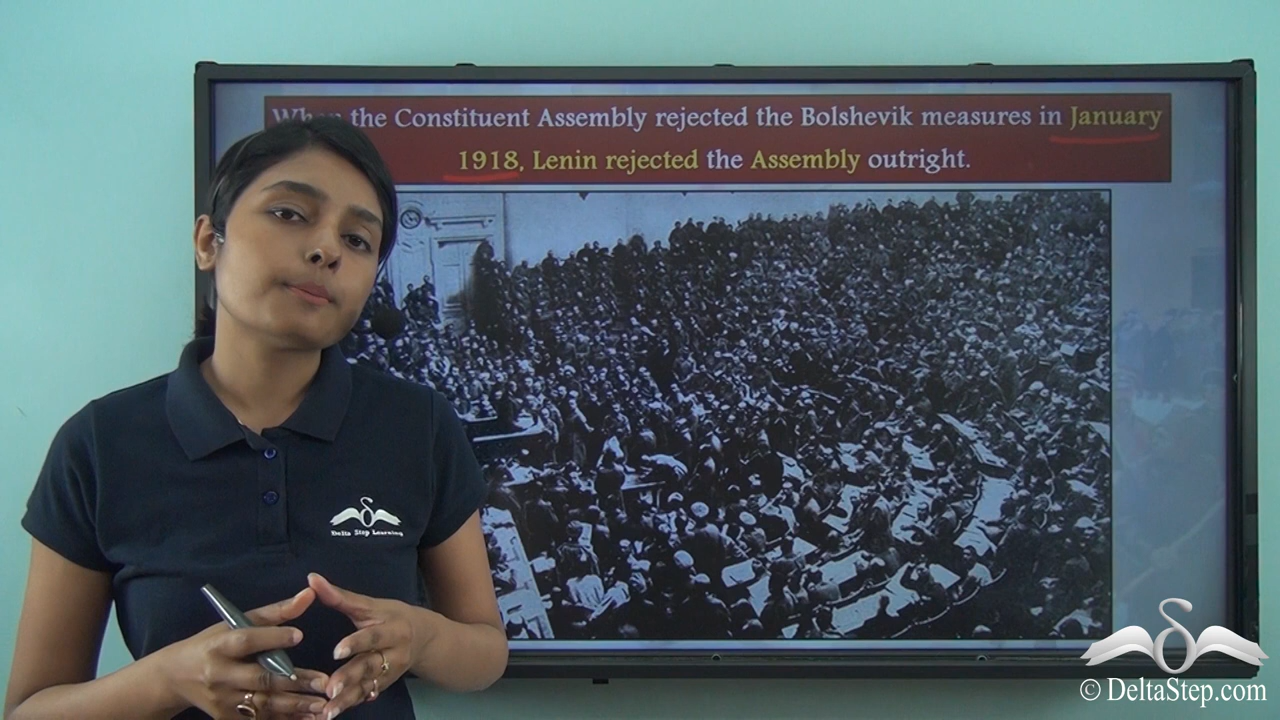 When the Constituent Assembly rejected the Bolshevik measures in January
1918, Lenin rejected the Assembly outright.
Delta Step Learning
© DeltaStep.com